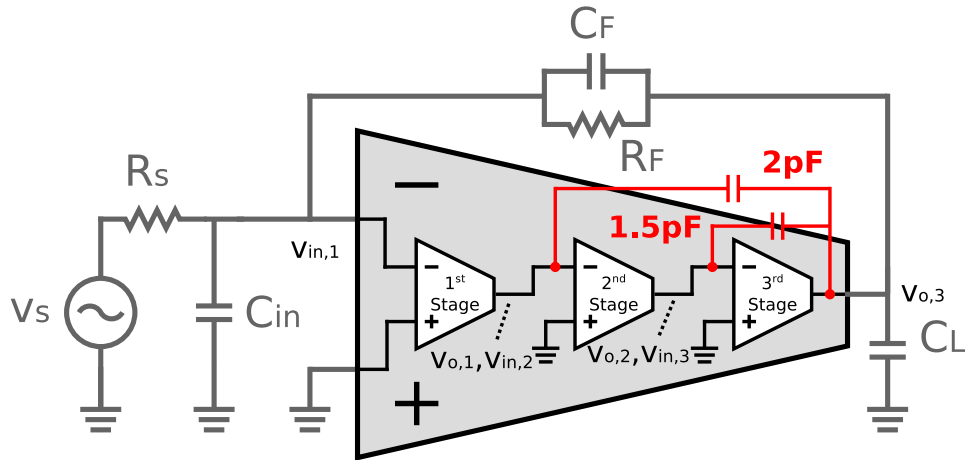 CF
RF
2pF
1.5pF
RS
−
vin,1
−
1st
Stage
+
−
2nd
Stage
+
−
3rd
Stage
+
vo,3
vs
Cin
vo,1,vin,2
vo,2,vin,3
CL
+